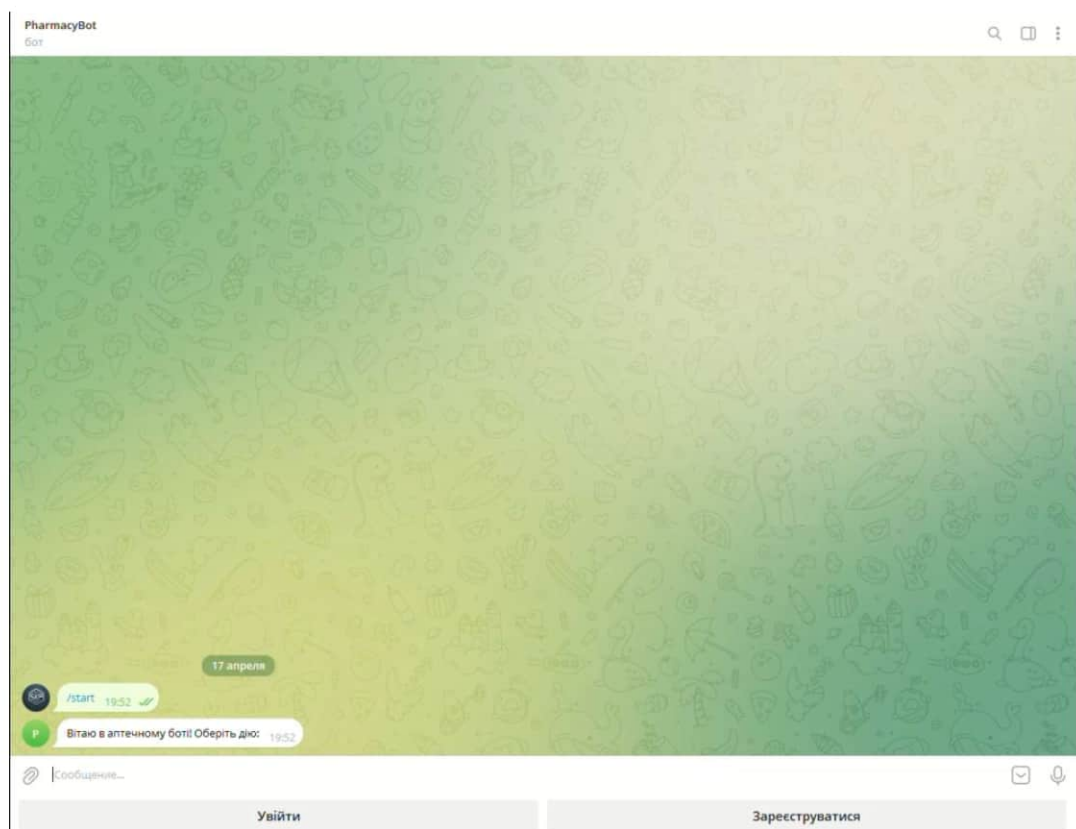 PharmacyBot
бот
17 апреля
/start 19:52
Вітаю в аптечному боті! Оберіть дію: 19:52
Сообщение...
Увійти
Зареєструватися